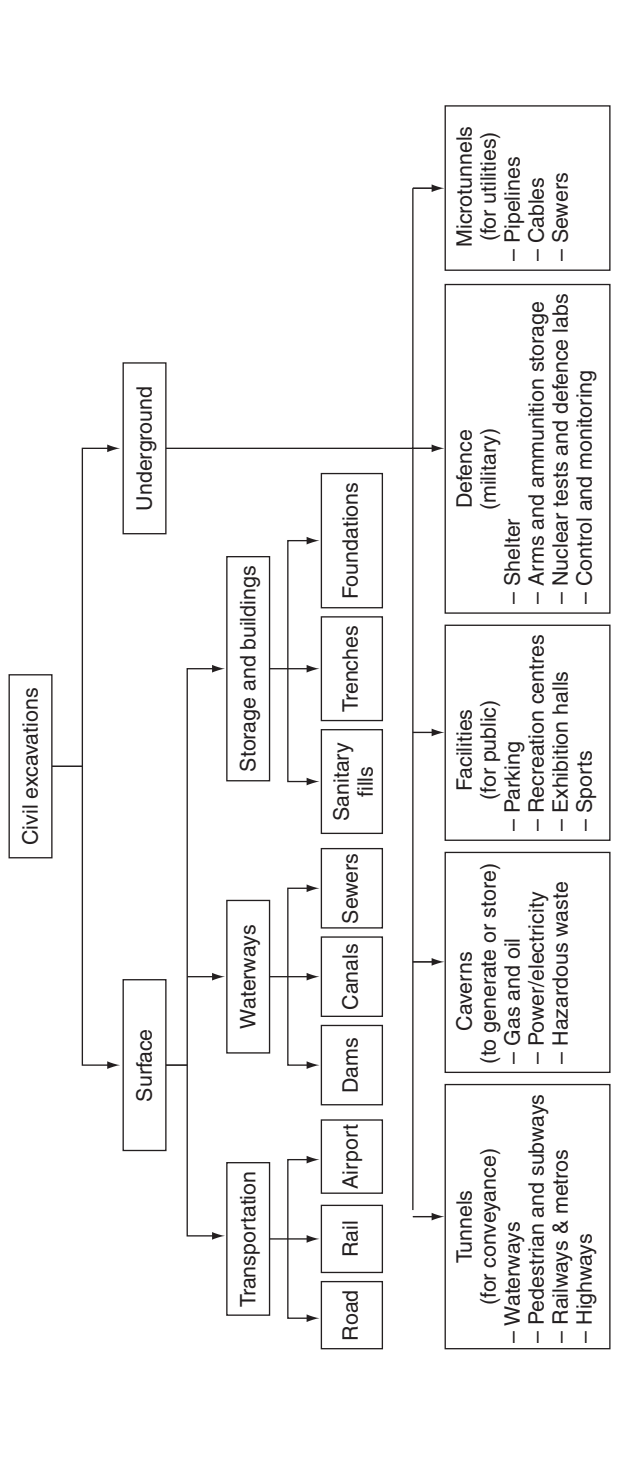 Civil excavations
Surface
Underground
Transportation
Waterways
Storage and buildings
Road
Rail
Airport
Dams
Canals
Sewers
Sanitary
fills
Trenches
Foundations
Tunnels
(for conveyance)
– Waterways
– Pedestrian and subways
– Railways & metros
– Highways
Caverns
(to generate or store)
– Gas and oil
– Power/electricity
– Hazardous waste
Facilities
(for public)
– Parking
– Recreation centres
– Exhibition halls
– Sports
Defence
(military)
– Shelter
– Arms and ammunition storage
– Nuclear tests and defence labs
– Control and monitoring
Microtunnels
(for utilities)
– Pipelines
– Cables
– Sewers